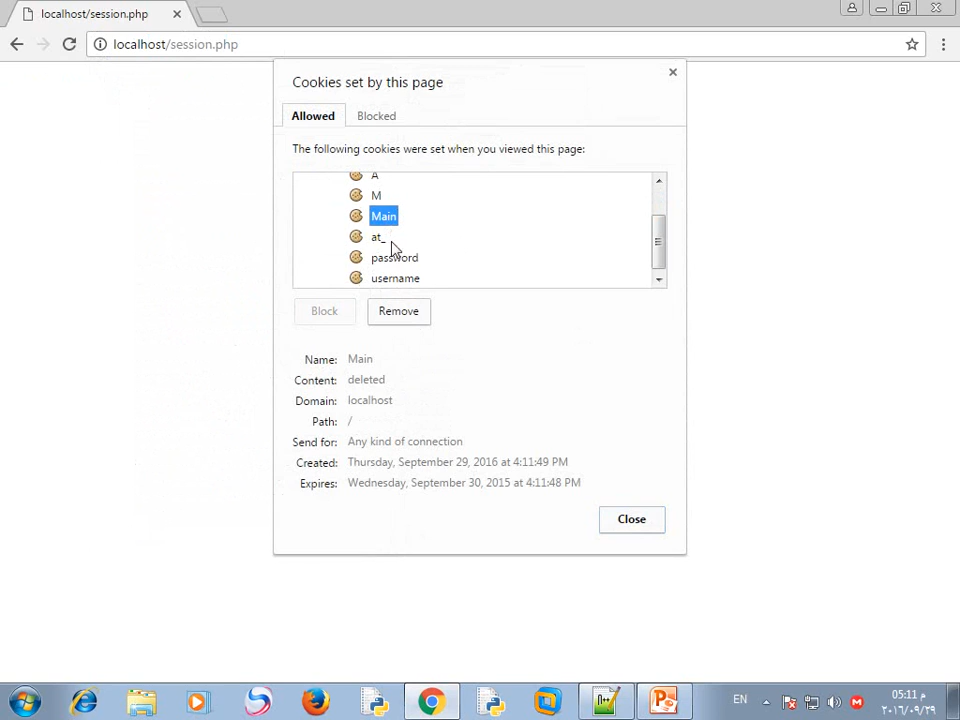 localhost/session.php
localhost/session.php
Cookies set by this page
Allowed
Blocked
The following cookies were set when you viewed this page:
A
M
Main
at_
password
username
Block
Remove
Name: Main
Content: deleted
Domain: localhost
Path: /
Send for: Any kind of connection
Created: Thursday, September 29, 2016 at 4:11:49 PM
Expires: Wednesday, September 30, 2015 at 4:11:48 PM
Close
EN
05:11 م
٢٠١٦/٠٩/٢٩